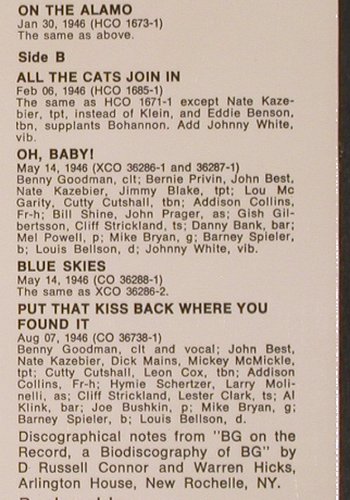 ON THE ALAMO
Jan 30, 1946 (HCO 1673-1)
The same as above.
Side B
ALL THE CATS JOIN IN
Feb 06, 1946 (HCO 1685-1)
The same as HCO 1671-1 except Nate Kaze-
bier, tpt, instead of Klein, and Eddie Benson,
tbn, supplants Bohannon. Add Johnny White,
vib.
OH, BABY!
May 14, 1946 (XCO 36286-1 and 36287-1)
Benny Goodman, clt; Bernie Privin, John Best,
Nate Kazebier, Jimmy Blake, tpt; Lou Mc
Garity, Cutty Cutshall, tbn; Addison Collins,
Fr-h; Bill Shine, John Prager, as; Gish Gil-
bertsson, Cliff Strickland, ts; Danny Bank, bar;
Mel Powell, p; Mike Bryan, g; Barney Spieler,
b; Louis Bellson, d; Johnny White, vib.
BLUE SKIES
May 14, 1946 (CO 36288-1)
The same as XCO 36286-2.
PUT THAT KISS BACK WHERE YOU
FOUND IT
Aug 07, 1946 (CO 36738-1)
Benny Goodman, clt and vocal; John Best,
Nate Kazebier, Dick Mains, Mickey McMickle,
tpt; Cutty Cutshall, Leon Cox, tbn; Addison
Collins, Fr-h; Hymie Schertzer, Larry Moli-
nelli, as; Cliff Strickland, Lester Clark, ts; Al
Klink, bar; Joe Bushkin, p; Mike Bryan, g;
Barney Spieler, b; Louis Bellson, d.
Discographical notes from "BG on the
Record, a Biodiscography of BG" by
D Russell Connor and Warren Hicks,
Arlington House, New Rochelle, NY.